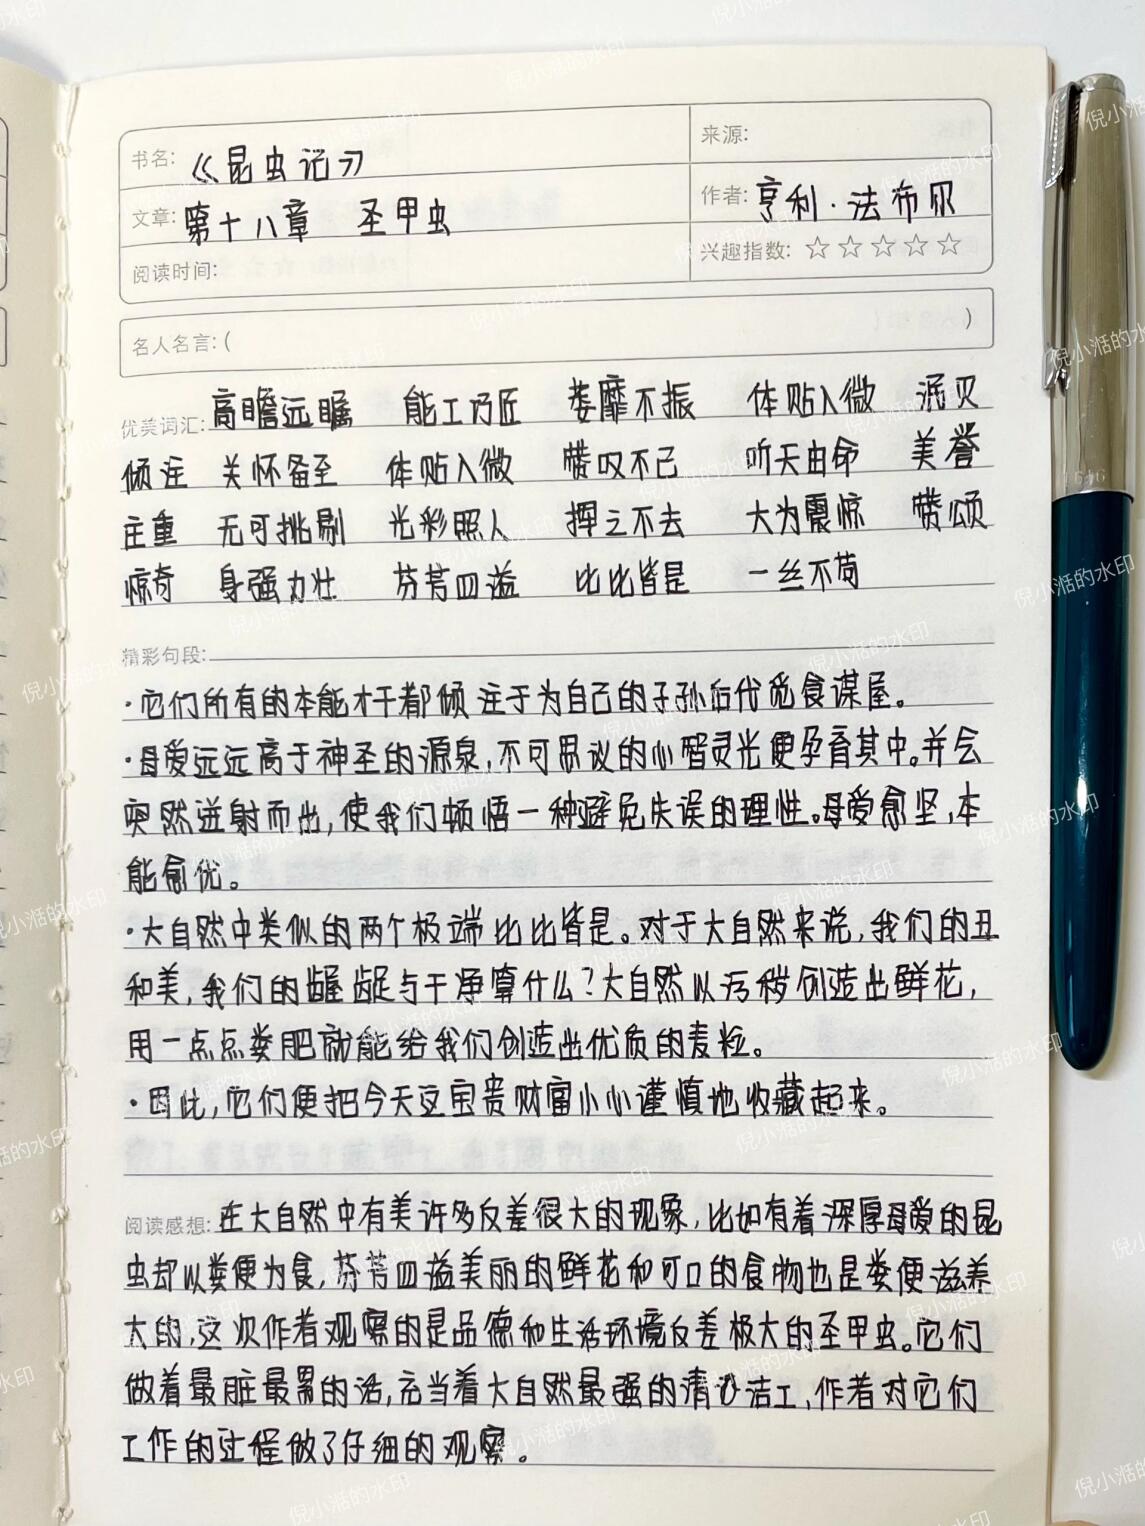 书名:《昆虫记》
来源:
文章:第十八章 圣甲虫
作者:亨利·法布尔
阅读时间:
兴趣指数:☆☆☆☆☆
名人名言:( )
优美词汇:高瞻远瞩 能工巧匠 萎靡不振 体贴入微 泯灭
倾注 关怀备至 体贴入微 赞叹不已 听天由命 美誉
庄重 无可挑剔 光彩照人 挥之不去 大为震惊 赞颂
惊奇 身强力壮 芬芳四溢 比比皆是 一丝不苟
精彩句段:
·它们所有的本能才干都倾注于为自己的子孙后代觅食谋屋。
·母爱远远高于神圣的源泉,不可思议的心智灵光便孕育其中。并会
突然迸射而出,使我们顿悟一种避免失误的理性。母爱愈坚,本
能愈优。
·大自然中类似的两个极端比比皆是。对于大自然来说,我们的丑
和美,我们的龌龊与干净算什么?大自然以污秽创造出鲜花,
用一点点粪肥就能给我们创造出优质的麦粒。
·因此,它们便把今天这宝贵财富小小谨慎地收藏起来。
阅读感想:在大自然中有美许多反差很大的现象,比如有着深厚母爱的昆
虫却以粪便为食,芬芳四溢美丽的鲜花和可口的食物也是粪便滋养
大的,这次作者观察的是品德和生活环境反差极大的圣甲虫。它们
做着最脏最累的活,充当着大自然最强的清洁工,作者对它们
工作的过程做了仔细的观察。
倪小湉的水印
1646